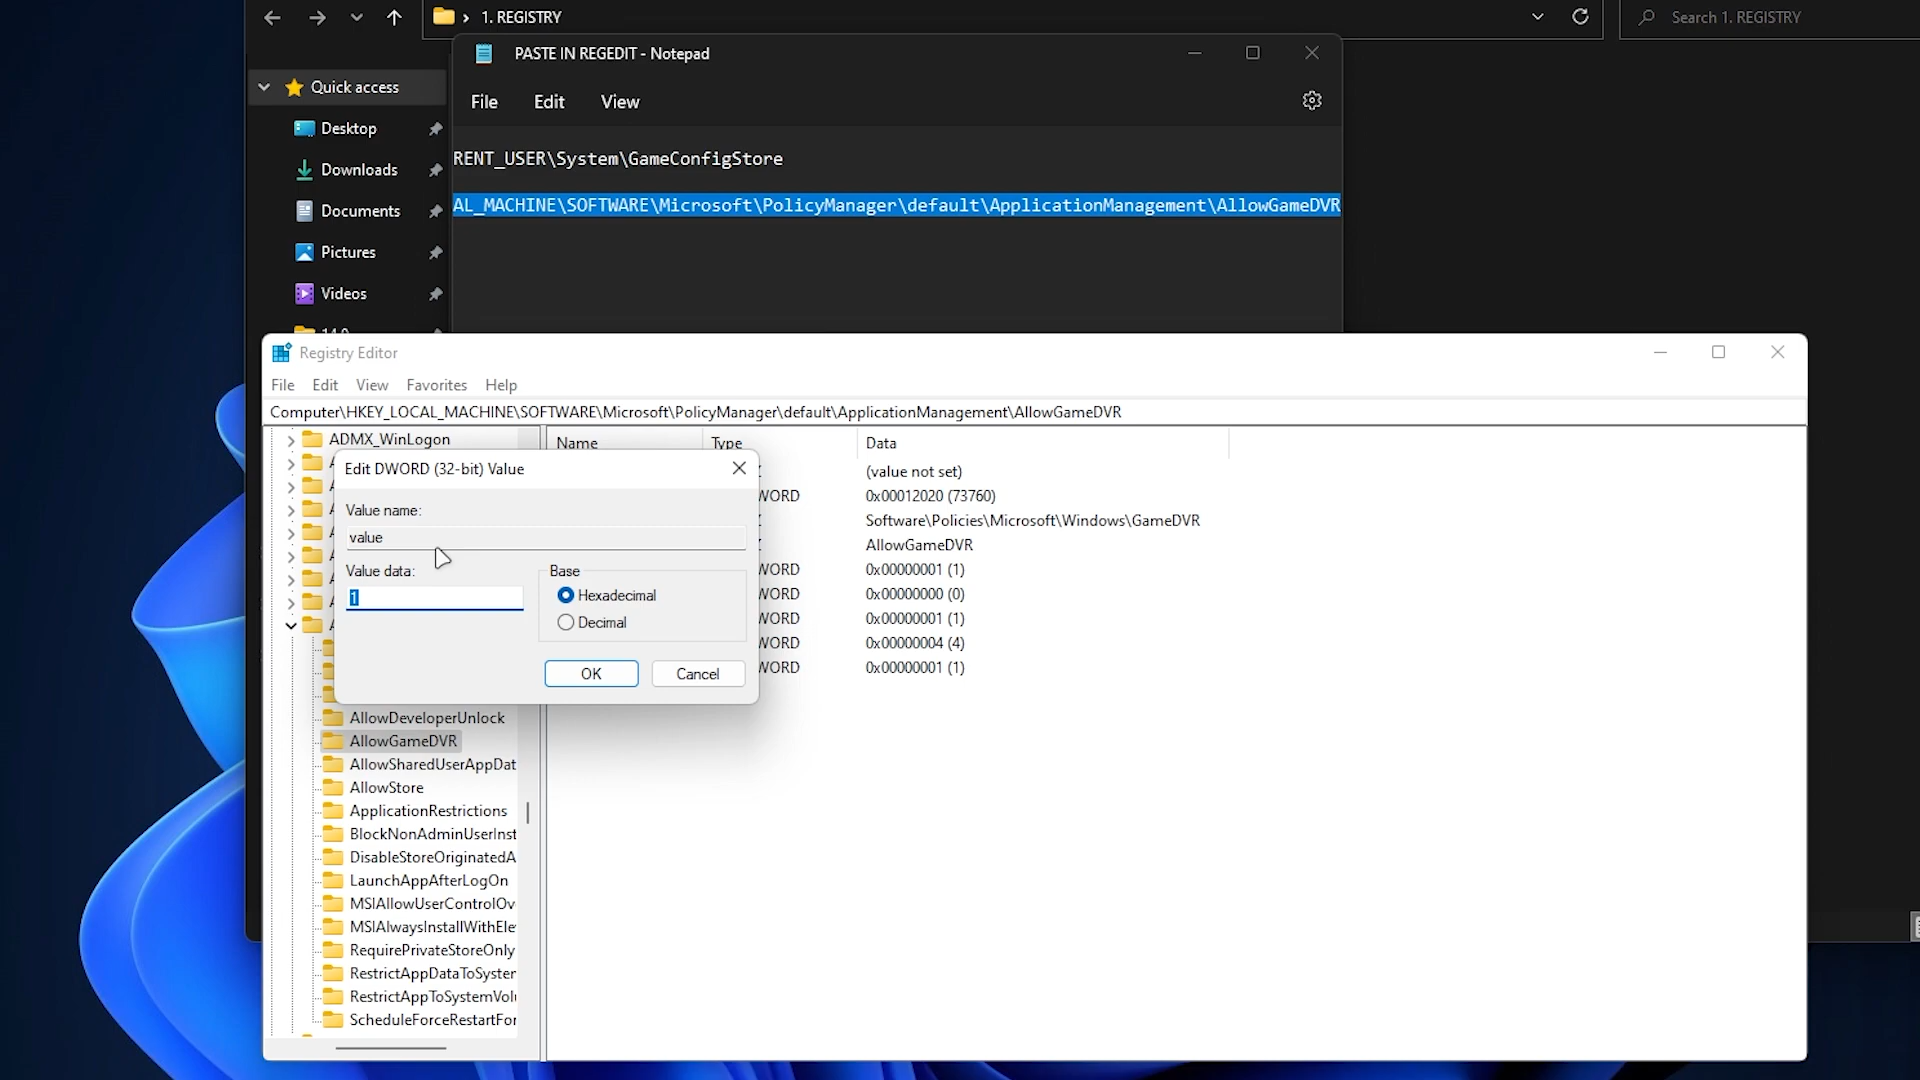 1. REGISTRY
Search 1. REGISTRY
PASTE IN REGEDIT - Notepad
File Edit View
Quick access
Desktop
Downloads
Documents
Pictures
Videos
RENT_USER\System\GameConfigStore
AL_MACHINE\SOFTWARE\Microsoft\PolicyManager\default\ApplicationManagement\AllowGameDVR
Registry Editor
File Edit View Favorites Help
Computer\HKEY_LOCAL_MACHINE\SOFTWARE\Microsoft\PolicyManager\default\ApplicationManagement\AllowGameDVR
ADMX_WinLogon
AllowDeveloperUnlock
AllowGameDVR
AllowSharedUserAppDat
AllowStore
ApplicationRestrictions
BlockNonAdminUserInst
DisableStoreOriginatedA
LaunchAppAfterLogOn
MSIAllowUserControlOv
MSIAlwaysInstallWithEle
RequirePrivateStoreOnly
RestrictAppDataToSyster
RestrictAppToSystemVolu
ScheduleForceRestartFor
Name Type Data
(value not set)
WORD 0x00012020 (73760)
Software\Policies\Microsoft\Windows\GameDVR
AllowGameDVR
WORD 0x00000001 (1)
WORD 0x00000000 (0)
WORD 0x00000001 (1)
WORD 0x00000004 (4)
WORD 0x00000001 (1)
Edit DWORD (32-bit) Value
Value name:
value
Value data:
1
Base
Hexadecimal
Decimal
OK Cancel